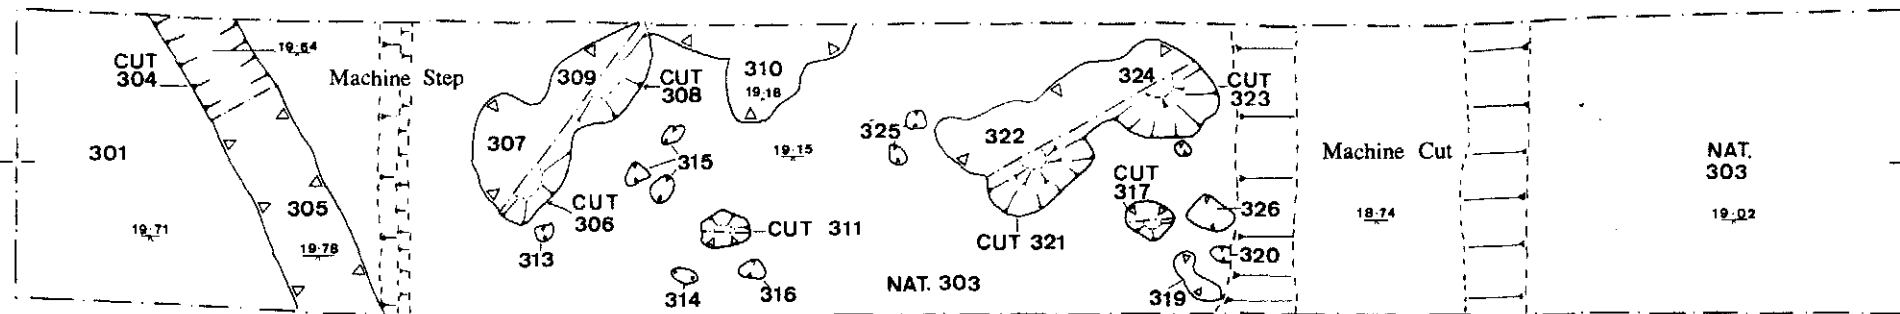 CUT
304
19·64
Machine Step
301
19·71
305
19·78
309
307
CUT
308
310
19·18
315
CUT
306
313
CUT 311
314
316
19·15
325
322
324
CUT
323
CUT
317
CUT 321
NAT. 303
326
320
319
Machine Cut
18·74
NAT.
303
19·02